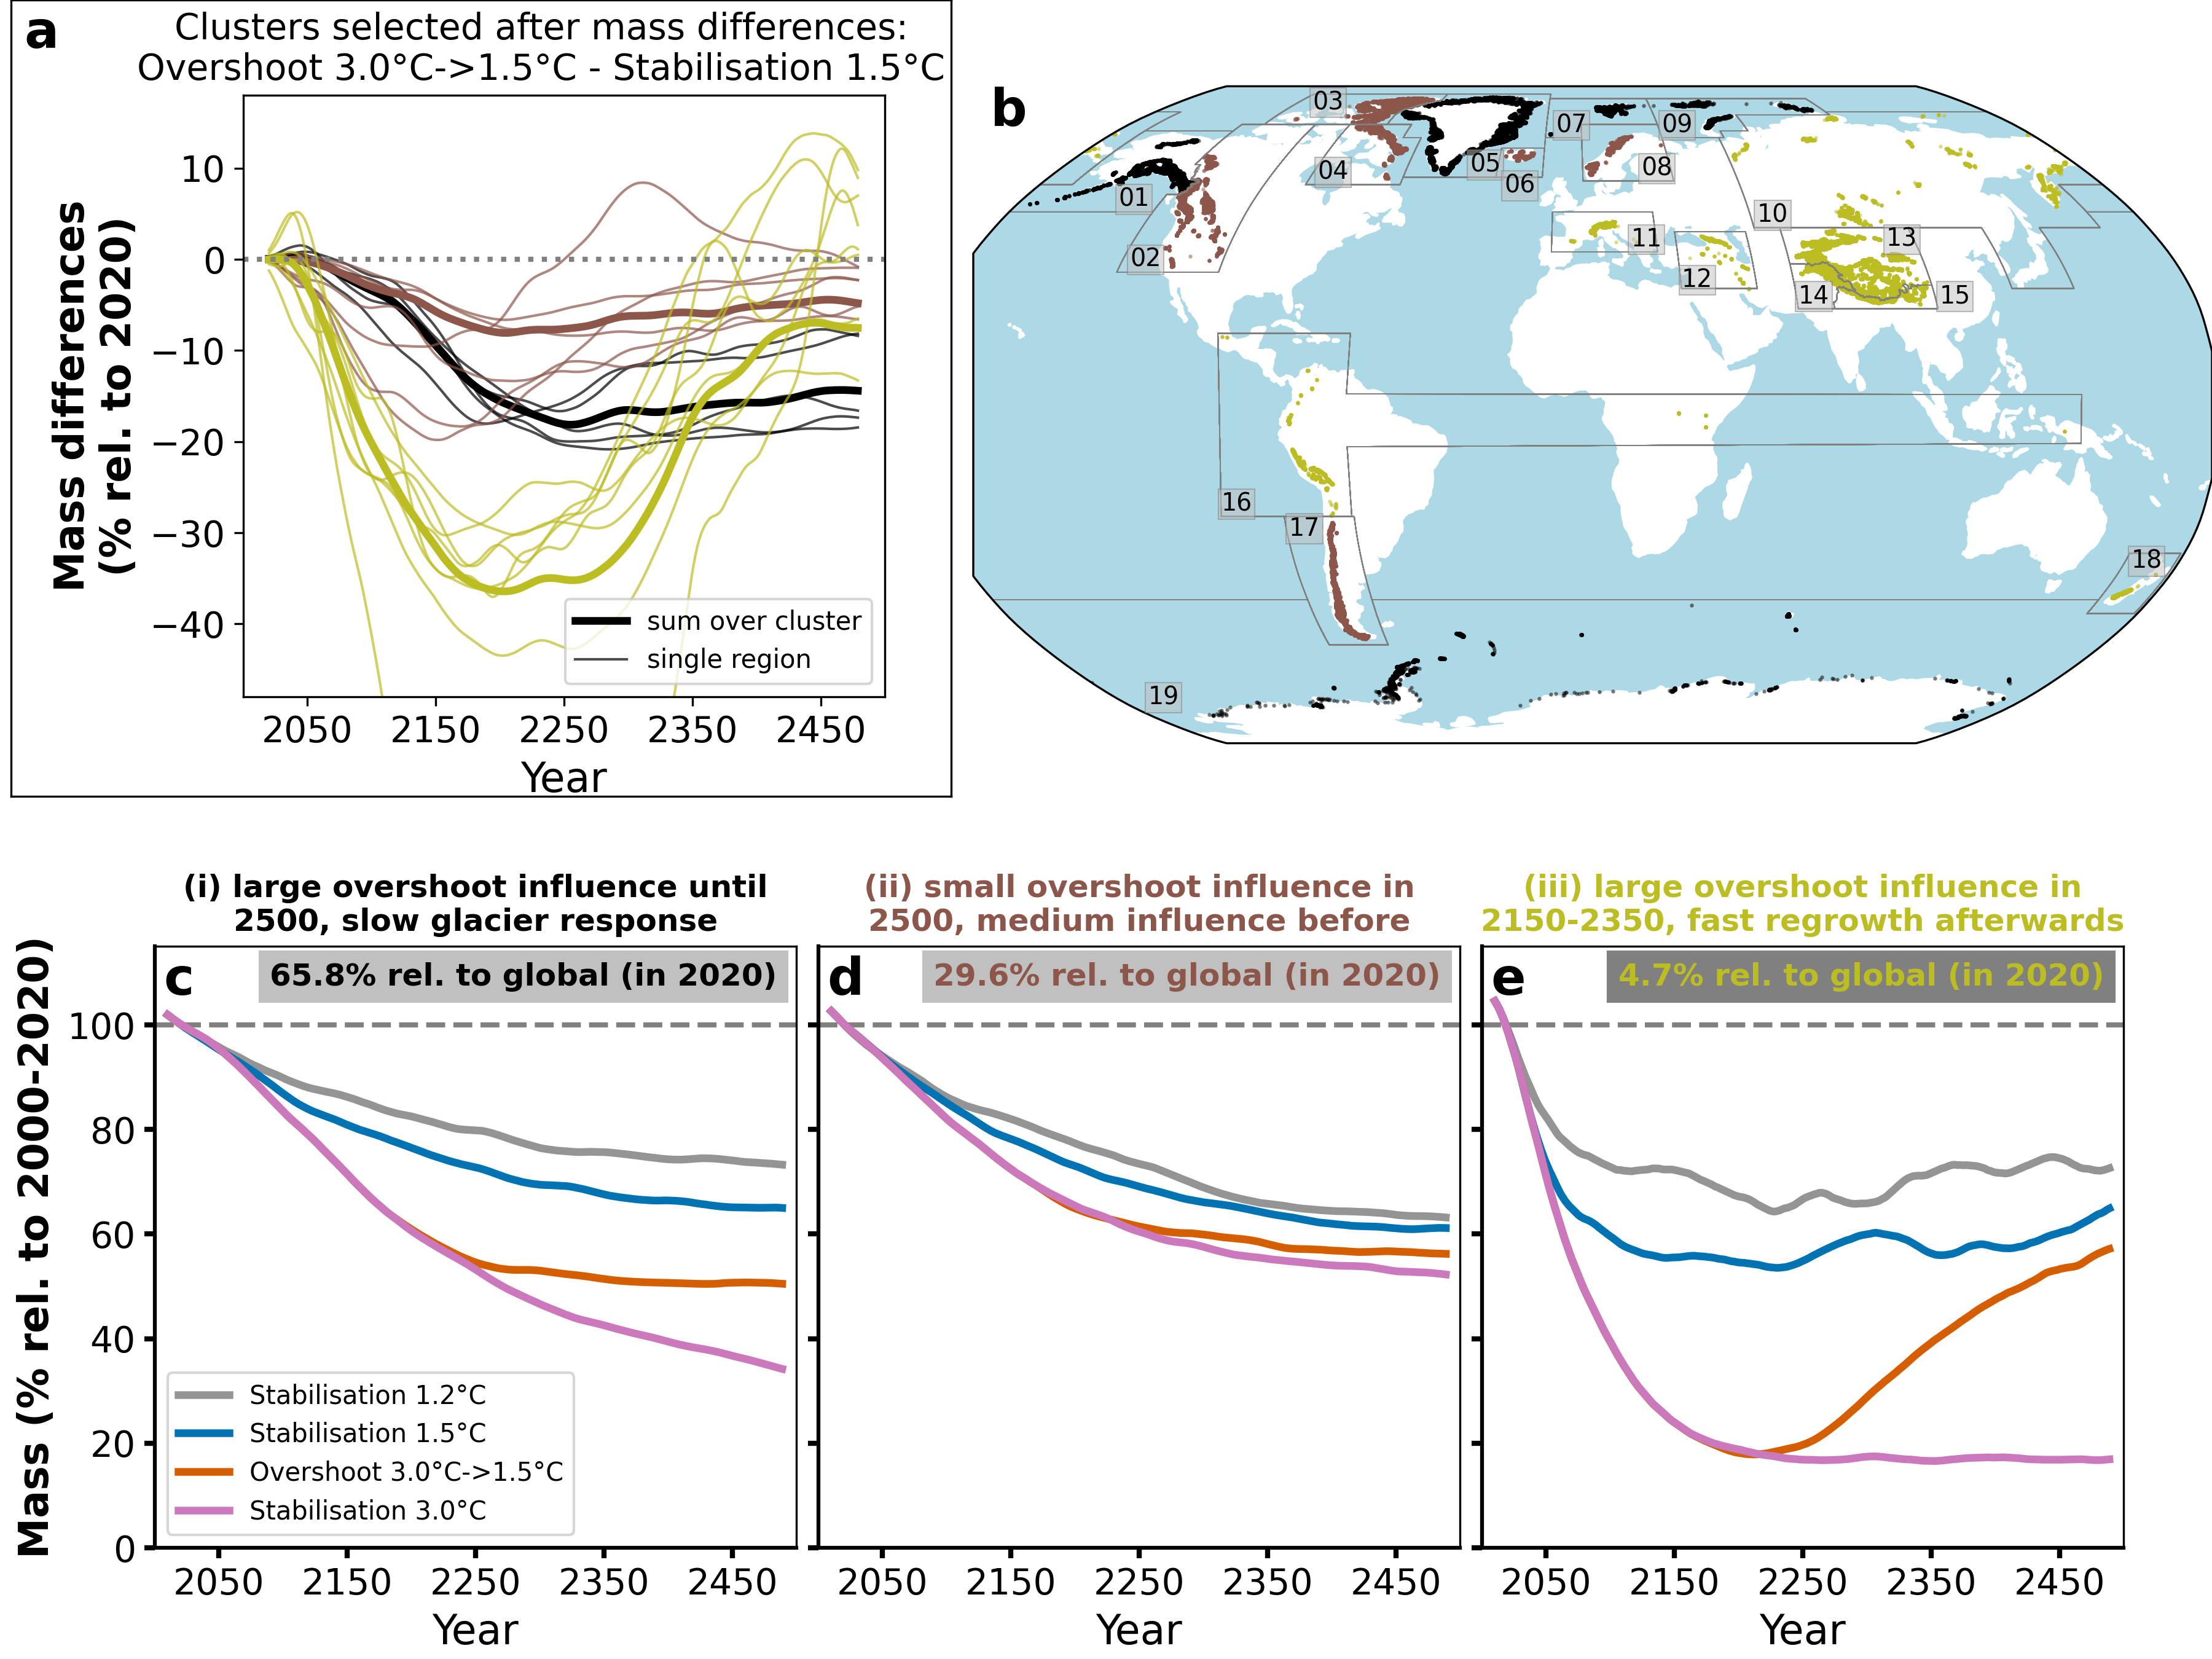 a
Clusters selected after mass differences:
Overshoot 3.0°C->1.5°C - Stabilisation 1.5°C
Mass differences
(% rel. to 2020)
10
0
−10
−20
−30
−40
sum over cluster
single region
2050
2150
2250
2350
2450
Year
b
01
02
03
04
05
06
07
08
09
10
11
12
13
14
15
16
17
18
19
(i) large overshoot influence until
2500, slow glacier response
(ii) small overshoot influence in
2500, medium influence before
(iii) large overshoot influence in
2150-2350, fast regrowth afterwards
Mass (% rel. to 2000-2020)
c
65.8% rel. to global (in 2020)
100
80
60
40
20
0
Stabilisation 1.2°C
Stabilisation 1.5°C
Overshoot 3.0°C->1.5°C
Stabilisation 3.0°C
2050
2150
2250
2350
2450
Year
d
29.6% rel. to global (in 2020)
2050
2150
2250
2350
2450
Year
e
4.7% rel. to global (in 2020)
2050
2150
2250
2350
2450
Year